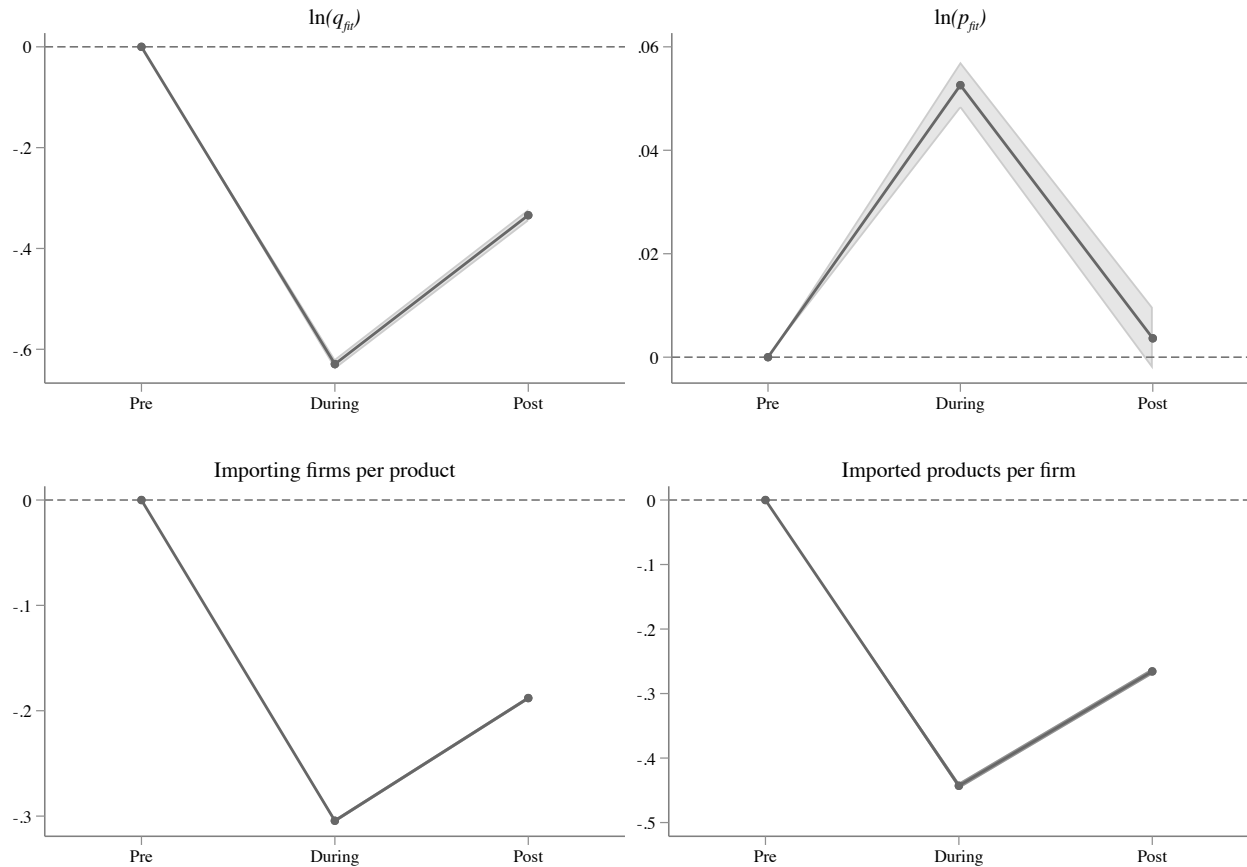 ln(q_fit)
0
-.2
-.4
-.6
Pre During Post
ln(p_fit)
.06
.04
.02
0
Pre During Post
Importing firms per product
0
-.1
-.2
-.3
Pre During Post
Imported products per firm
0
-.1
-.2
-.3
-.4
-.5
Pre During Post